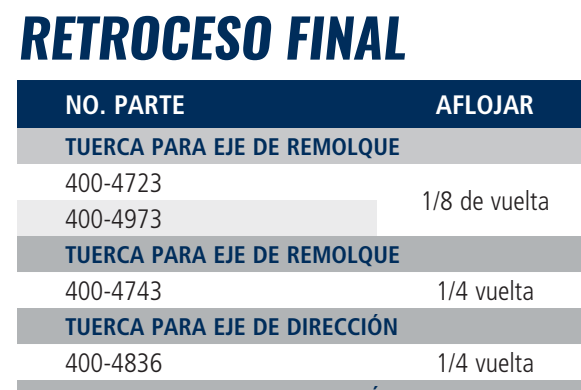 RETROCESO FINAL
NO. PARTE AFLOJAR
TUERCA PARA EJE DE REMOLQUE
400-4723
1/8 de vuelta
400-4973
TUERCA PARA EJE DE REMOLQUE
400-4743 1/4 vuelta
TUERCA PARA EJE DE DIRECCIÓN
400-4836 1/4 vuelta